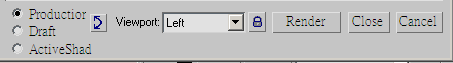 Production
Draft
ActiveShad
Viewport: Left
Render
Close
Cancel